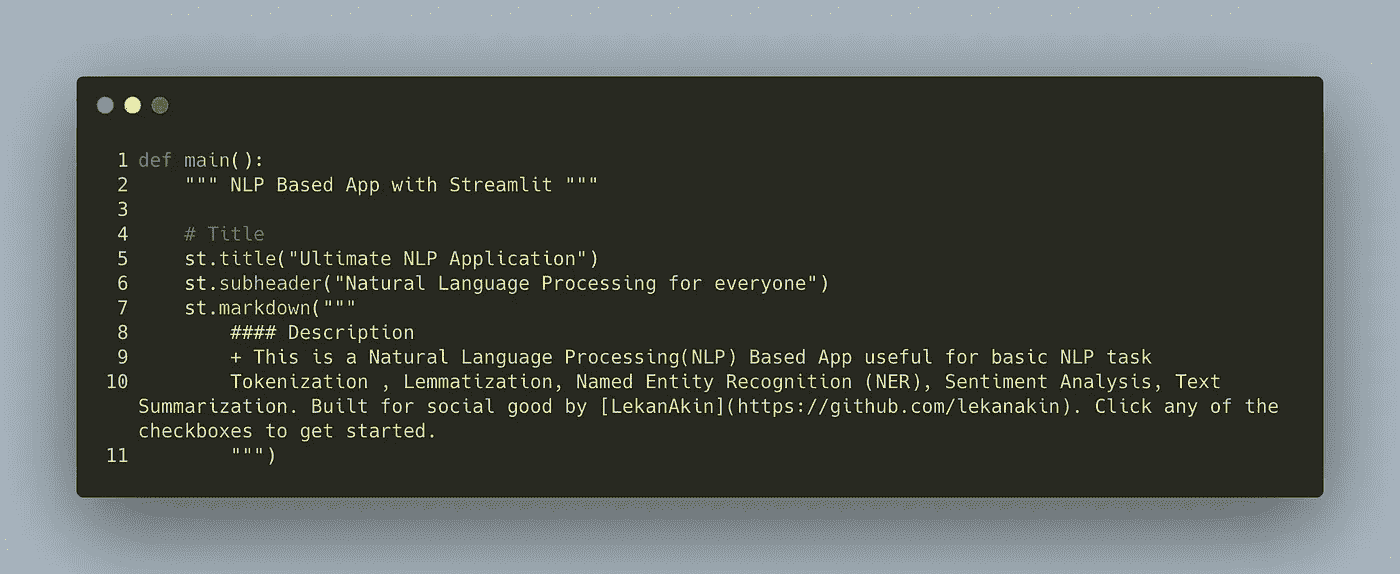 1 def main():
2     """ NLP Based App with Streamlit """
3
4     # Title
5     st.title("Ultimate NLP Application")
6     st.subheader("Natural Language Processing for everyone")
7     st.markdown("""
8         #### Description
9         + This is a Natural Language Processing(NLP) Based App useful for basic NLP task
10         Tokenization , Lemmatization, Named Entity Recognition (NER), Sentiment Analysis, Text
Summarization. Built for social good by [LekanAkin](https://github.com/lekanakin). Click any of the
checkboxes to get started.
11         """)